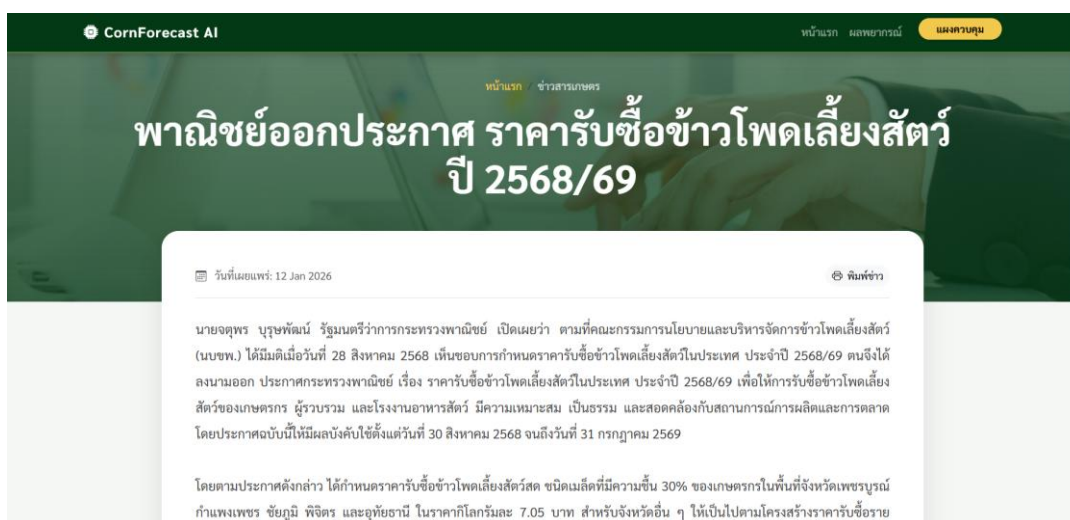 CornForecast AI
หน้าแรก ผลพยากรณ์ แผงควบคุม
หน้าแรก / ข่าวสารเกษตร
พาณิชย์ออกประกาศ ราคารับซื้อข้าวโพดเลี้ยงสัตว์
ปี 2568/69
วันที่เผยแพร่: 12 Jan 2026
พิมพ์ข่าว
นายจตุพร บุรุษพัฒน์ รัฐมนตรีว่าการกระทรวงพาณิชย์ เปิดเผยว่า ตามที่คณะกรรมการนโยบายและบริหารจัดการข้าวโพดเลี้ยงสัตว์
(นบขพ.) ได้มีมติเมื่อวันที่ 28 สิงหาคม 2568 เห็นชอบการกำหนดราคารับซื้อข้าวโพดเลี้ยงสัตว์ในประเทศ ประจำปี 2568/69 ตนจึงได้
ลงนามออก ประกาศกระทรวงพาณิชย์ เรื่อง ราคารับซื้อข้าวโพดเลี้ยงสัตว์ในประเทศ ประจำปี 2568/69 เพื่อให้การรับซื้อข้าวโพดเลี้ยง
สัตว์ของเกษตรกร ผู้รวบรวม และโรงงานอาหารสัตว์ มีความเหมาะสม เป็นธรรม และสอดคล้องกับสถานการณ์การผลิตและการตลาด
โดยประกาศฉบับนี้ให้มีผลบังคับใช้ตั้งแต่วันที่ 30 สิงหาคม 2568 จนถึงวันที่ 31 กรกฎาคม 2569
โดยตามประกาศดังกล่าว ได้กำหนดราคารับซื้อข้าวโพดเลี้ยงสัตว์สด ชนิดเมล็ดที่มีความชื้น 30% ของเกษตรกรในพื้นที่จังหวัดเพชรบูรณ์
กำแพงเพชร ชัยภูมิ พิจิตร และอุทัยธานี ในราคากิโลกรัมละ 7.05 บาท สำหรับจังหวัดอื่น ๆ ให้เป็นไปตามโครงสร้างราคารับซื้อราย